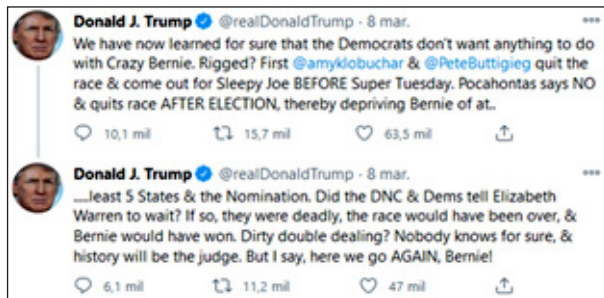 Donald J. Trump @realDonaldTrump · 8 mar.
We have now learned for sure that the Democrats don't want anything to do
with Crazy Bernie. Rigged? First @amyklobuchar & @PeteButtigieg quit the
race & come out for Sleepy Joe BEFORE Super Tuesday. Pocahontas says NO
& quits race AFTER ELECTION, thereby depriving Bernie of at..
10,1 mil 15,7 mil 63,5 mil
Donald J. Trump @realDonaldTrump · 8 mar.
....least 5 States & the Nomination. Did the DNC & Dems tell Elizabeth
Warren to wait? If so, they were deadly, the race would have been over, &
Bernie would have won. Dirty double dealing? Nobody knows for sure, &
history will be the judge. But I say, here we go AGAIN, Bernie!
6,1 mil 11,2 mil 47 mil